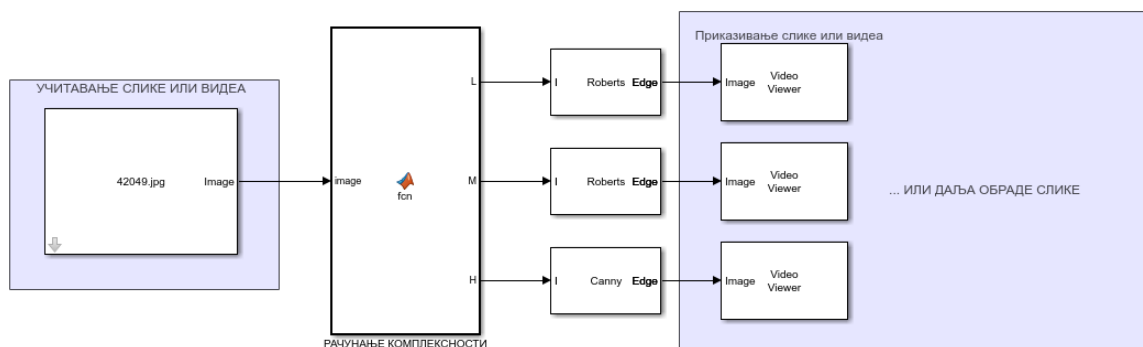 УЧИТАВАЊЕ СЛИКЕ ИЛИ ВИДЕА
42049.jpg
Image
image
fcn
L
M
H
РАЧУНАЊЕ КОМПЛЕКСНОСТИ
I
Roberts
Edge
I
Roberts
Edge
I
Canny
Edge
Приказивање слике или видеа
Image
Video
Viewer
Image
Video
Viewer
Image
Video
Viewer
... ИЛИ ДАЉА ОБРАДЕ СЛИКЕ